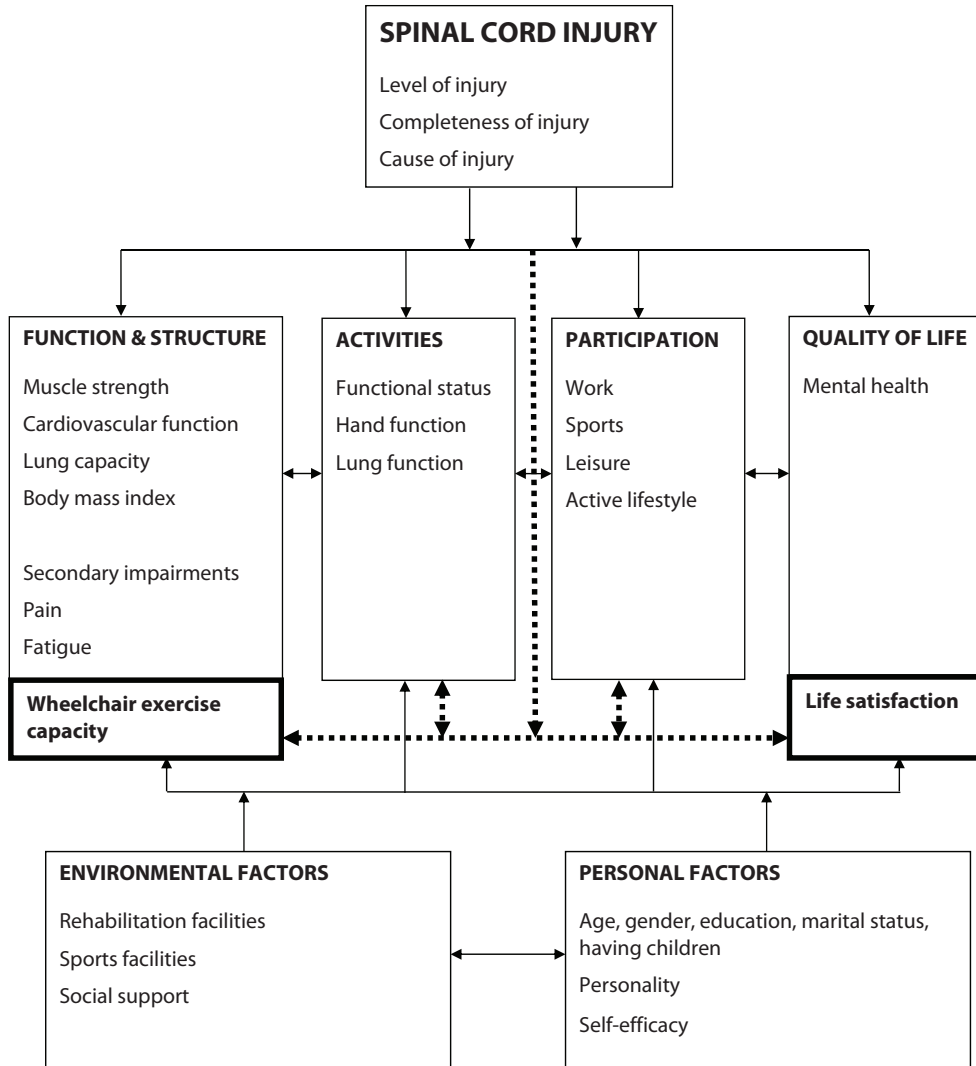 SPINAL CORD INJURY
Level of injury
Completeness of injury
Cause of injury
FUNCTION & STRUCTURE
Muscle strength
Cardiovascular function
Lung capacity
Body mass index
Secondary impairments
Pain
Fatigue
Wheelchair exercise
capacity
ACTIVITIES
Functional status
Hand function
Lung function
PARTICIPATION
Work
Sports
Leisure
Active lifestyle
QUALITY OF LIFE
Mental health
Life satisfaction
ENVIRONMENTAL FACTORS
Rehabilitation facilities
Sports facilities
Social support
PERSONAL FACTORS
Age, gender, education, marital status,
having children
Personality
Self-efficacy